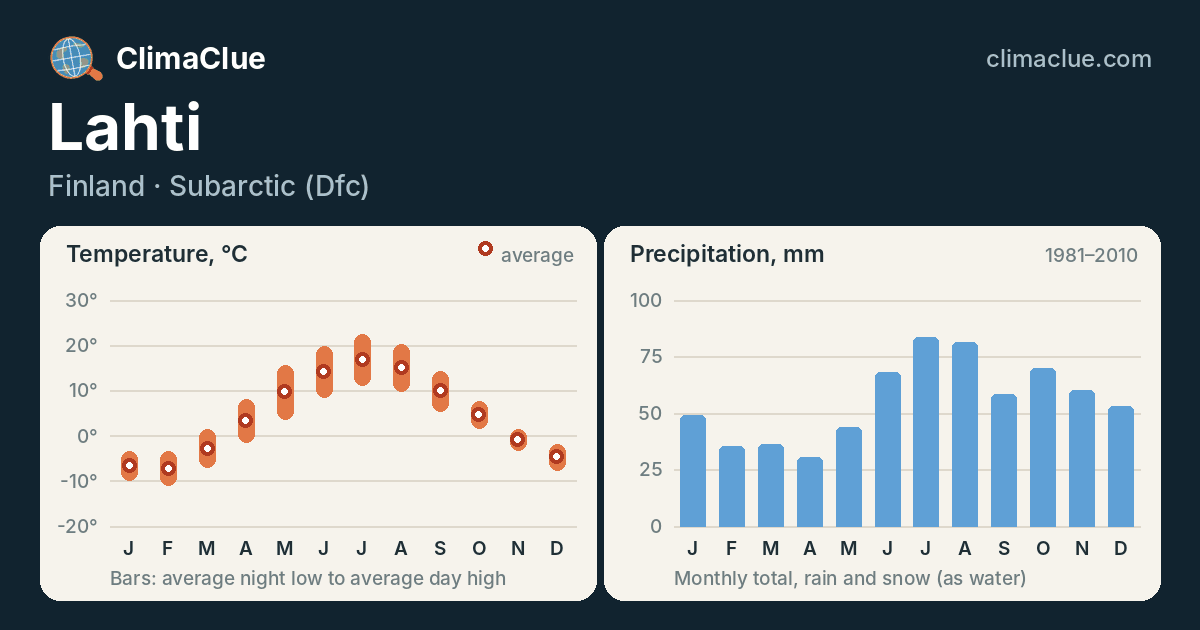 ClimaClue
climaclue.com
Lahti
Finland · Subarctic (Dfc)
Temperature, °C
average
30°
20°
10°
0°
-10°
-20°
J F M A M J J A S O N D
Bars: average night low to average day high
Precipitation, mm
1981–2010
100
75
50
25
0
J F M A M J J A S O N D
Monthly total, rain and snow (as water)